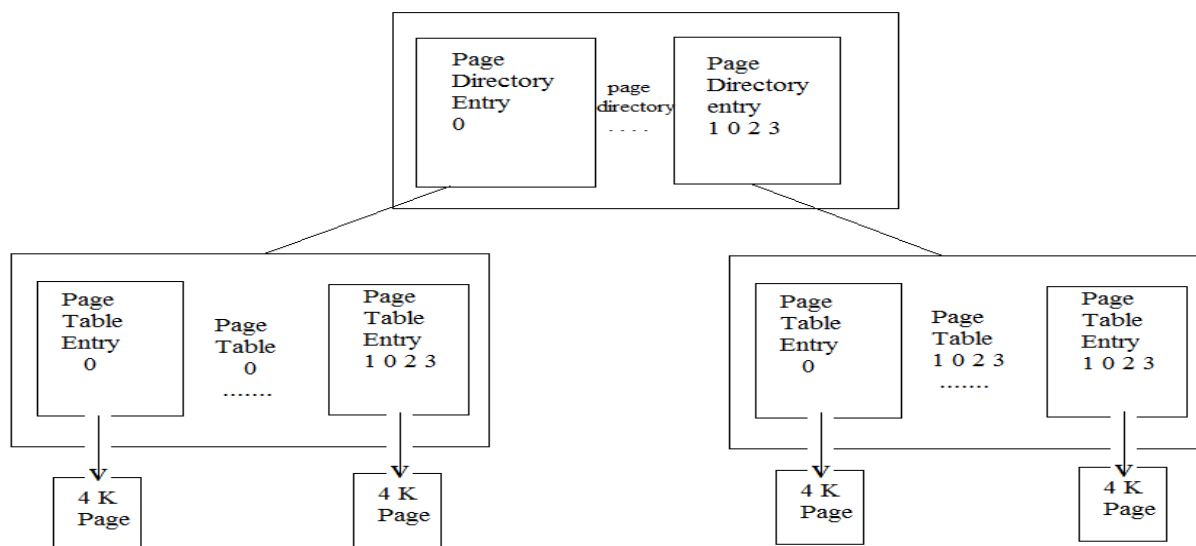 Page
Directory
Entry
0
page
directory
. . . .
Page
Directory
entry
1 0 2 3
Page
Table
Entry
0
Page
Table
0
.......
Page
Table
Entry
1 0 2 3
Page
Table
Entry
0
Page
Table
1 0 2 3
.......
Page
Table
Entry
1 0 2 3
4 K
Page
4 K
Page
4 K
Page
4 K
Page